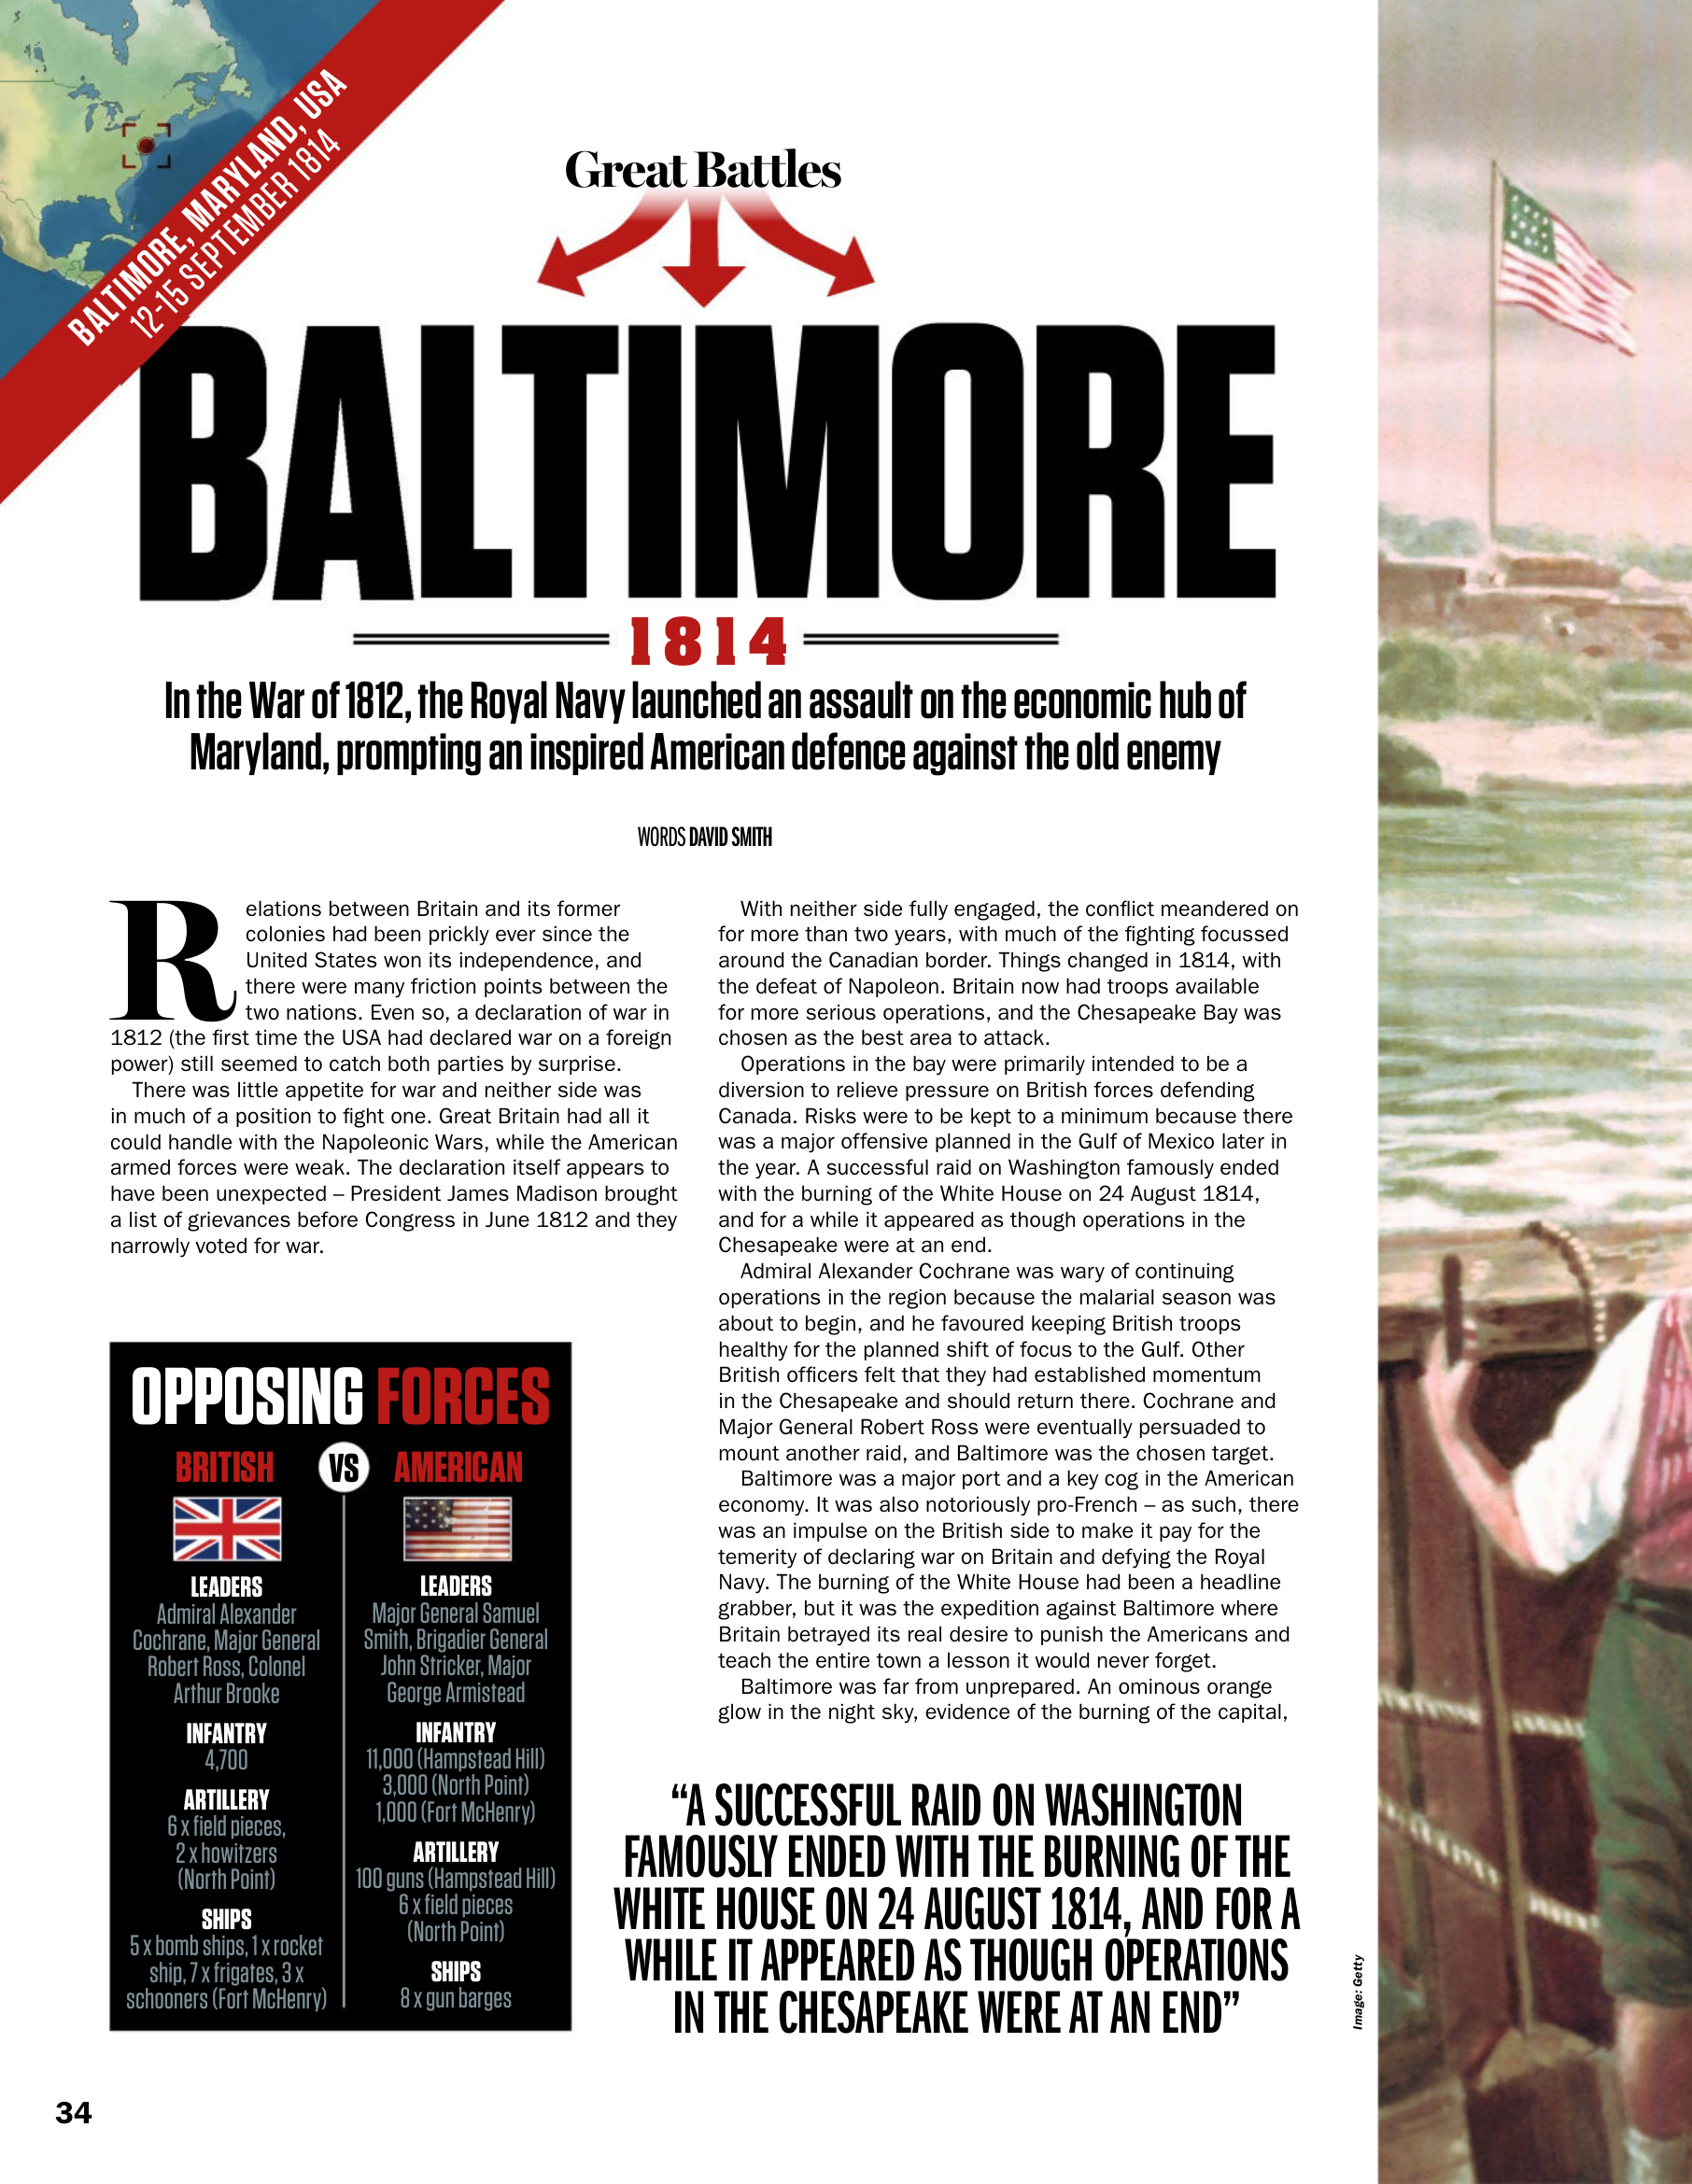 BALTIMORE, MARYLAND, USA
12-15 SEPTEMBER 1814
Great Battles
BALTIMORE
1814
In the War of 1812, the Royal Navy launched an assault on the economic hub of
Maryland, prompting an inspired American defence against the old enemy
WORDS DAVID SMITH
Relations between Britain and its former
colonies had been prickly ever since the
United States won its independence, and
there were many friction points between the
two nations. Even so, a declaration of war in
1812 (the first time the USA had declared war on a foreign
power) still seemed to catch both parties by surprise.
There was little appetite for war and neither side was
in much of a position to fight one. Great Britain had all it
could handle with the Napoleonic Wars, while the American
armed forces were weak. The declaration itself appears to
have been unexpected – President James Madison brought
a list of grievances before Congress in June 1812 and they
narrowly voted for war.
With neither side fully engaged, the conflict meandered on
for more than two years, with much of the fighting focussed
around the Canadian border. Things changed in 1814, with
the defeat of Napoleon. Britain now had troops available
for more serious operations, and the Chesapeake Bay was
chosen as the best area to attack.
Operations in the bay were primarily intended to be a
diversion to relieve pressure on British forces defending
Canada. Risks were to be kept to a minimum because there
was a major offensive planned in the Gulf of Mexico later in
the year. A successful raid on Washington famously ended
with the burning of the White House on 24 August 1814,
and for a while it appeared as though operations in the
Chesapeake were at an end.
Admiral Alexander Cochrane was wary of continuing
operations in the region because the malarial season was
about to begin, and he favoured keeping British troops
healthy for the planned shift of focus to the Gulf. Other
British officers felt that they had established momentum
in the Chesapeake and should return there. Cochrane and
Major General Robert Ross were eventually persuaded to
mount another raid, and Baltimore was the chosen target.
Baltimore was a major port and a key cog in the American
economy. It was also notoriously pro-French – as such, there
was an impulse on the British side to make it pay for the
temerity of declaring war on Britain and defying the Royal
Navy. The burning of the White House had been a headline
grabber, but it was the expedition against Baltimore where
Britain betrayed its real desire to punish the Americans and
teach the entire town a lesson it would never forget.
Baltimore was far from unprepared. An ominous orange
glow in the night sky, evidence of the burning of the capital,
OPPOSING FORCES
BRITISH
VS
AMERICAN
LEADERS
Admiral Alexander
Cochrane, Major General
Robert Ross, Colonel
Arthur Brooke
INFANTRY
4,700
ARTILLERY
6 x field pieces,
2 x howitzers
(North Point)
SHIPS
5 x bomb ships, 1 x rocket
ship, 7 x frigates, 3 x
schooners (Fort McHenry)
LEADERS
Major General Samuel
Smith, Brigadier General
John Stricker, Major
George Armistead
INFANTRY
11,000 (Hampstead Hill)
3,000 (North Point)
1,000 (Fort McHenry)
ARTILLERY
100 guns (Hampstead Hill)
6 x field pieces
(North Point)
SHIPS
8 x gun barges
“A SUCCESSFUL RAID ON WASHINGTON
FAMOUSLY ENDED WITH THE BURNING OF THE
WHITE HOUSE ON 24 AUGUST 1814, AND FOR A
WHILE IT APPEARED AS THOUGH OPERATIONS
IN THE CHESAPEAKE WERE AT AN END”
Image: Getty
34